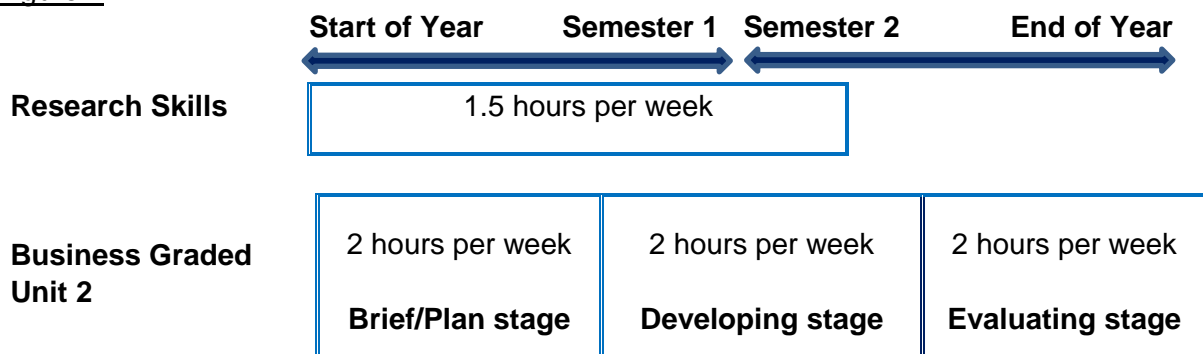 Start of Year Semester 1 Semester 2 End of Year
Research Skills 1.5 hours per week
Business Graded Unit 2
2 hours per week 2 hours per week 2 hours per week
Brief/Plan stage Developing stage Evaluating stage